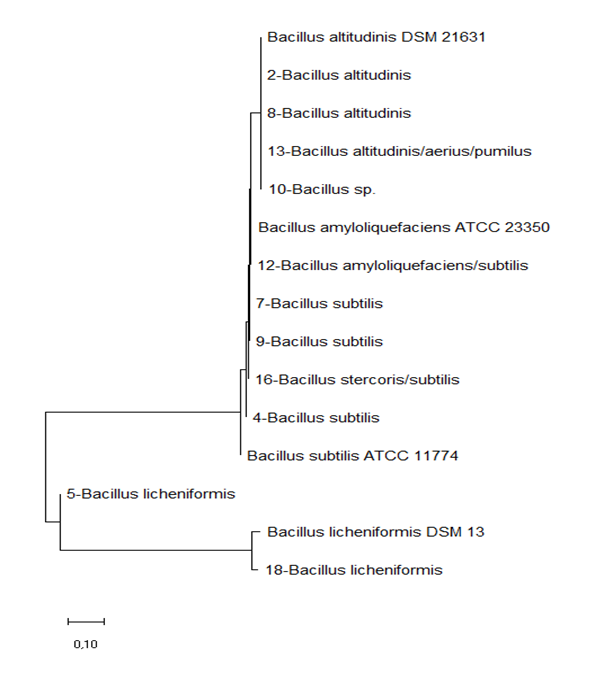 Bacillus altitudinis DSM 21631
2-Bacillus altitudinis
8-Bacillus altitudinis
13-Bacillus altitudinis/aerius/pumilus
10-Bacillus sp.
Bacillus amyloliquefaciens ATCC 23350
12-Bacillus amyloliquefaciens/subtilis
7-Bacillus subtilis
9-Bacillus subtilis
16-Bacillus stercoris/subtilis
4-Bacillus subtilis
Bacillus subtilis ATCC 11774
5-Bacillus licheniformis
Bacillus licheniformis DSM 13
18-Bacillus licheniformis
0,10